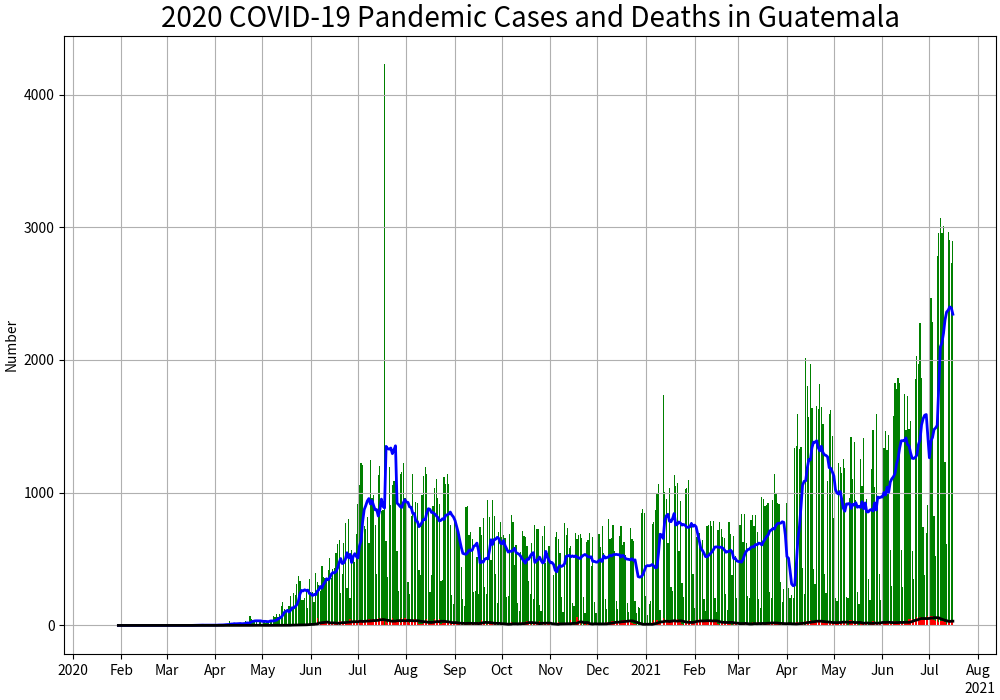 2020 COVID-19 Pandemic Cases and Deaths in Guatemala
4000
3000
2000
1000
0
Number
2020 Feb Mar Apr May Jun Jul Aug Sep Oct Nov Dec 2021 Feb Mar Apr May Jun Jul Aug
2021